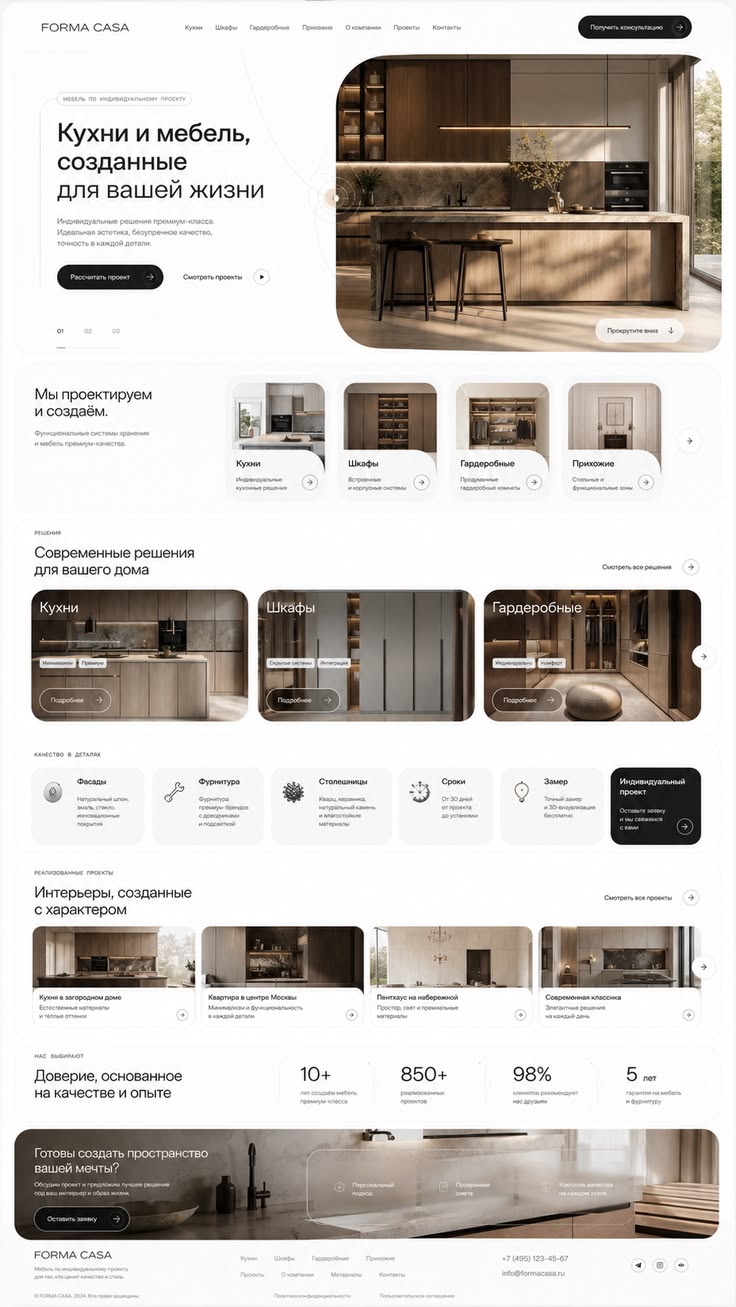 FORMA CASA
Кухни
Шкафы
Гардеробные
Прихожие
О компании
Проекты
Контакты
Получить консультацию
МЕБЕЛЬ ПО ИНДИВИДУАЛЬНОМУ ПРОЕКТУ
Кухни и мебель,
созданные
для вашей жизни
Индивидуальные решения премиум-класса.
Идеальная эстетика, безупречное качество,
точность в каждой детали.
Рассчитать проект
Смотреть проекты
01
02
03
Прокрутите вниз
Мы проектируем
и создаём.
Функциональные системы хранения
и мебель премиум-качества.
Кухни
Индивидуальные
кухонные решения
Шкафы
Встроенные
и корпусные системы
Гардеробные
Продуманные
гардеробные комнаты
Прихожие
Стильные и
функциональные зоны
РЕШЕНИЯ
Современные решения
для вашего дома
Смотреть все решения
Кухни
Минимализм
Премиум
Подробнее
Шкафы
Скрытые системы
Интеграция
Подробнее
Гардеробные
Индивидуально
Комфорт
Подробнее
КАЧЕСТВО В ДЕТАЛЯХ
Фасады
Натуральный шпон,
эмаль, стекло,
инновационные
покрытия
Фурнитура
Фурнитура
премиум-брендов
с доводчиками
и подсветкой
Столешницы
Кварц, керамика,
натуральный камень
и влагостойкие
материалы
Сроки
От 30 дней
от проекта
до установки
Замер
Точный замер
и 3D-визуализация
бесплатно
Индивидуальный
проект
Оставьте заявку
и мы свяжемся
с вами
РЕАЛИЗОВАННЫЕ ПРОЕКТЫ
Интерьеры, созданные
с характером
Смотреть все проекты
Кухня в загородном доме
Естественные материалы
и тёплые оттенки
Квартира в центре Москвы
Минимализм и функциональность
в каждой детали
Пентхаус на набережной
Простор, свет и премиальные
материалы
Современная классика
Элегантные решения
на каждый день
НАС ВЫБИРАЮТ
Доверие, основанное
на качестве и опыте
10+
лет создаём мебель
премиум-класса
850+
реализованных
проектов
98%
клиентов рекомендуют
нас друзьям
5 лет
гарантия на мебель
и фурнитуру
Готовы создать пространство
вашей мечты?
Обсудим проект и предложим лучшее решение
под ваш интерьер и образ жизни.
Оставить заявку
Персональный
подход
Прозрачная
смета
Контроль качества
на каждом этапе
FORMA CASA
Мебель по индивидуальному проекту
для тех, кто ценит качество и стиль.
© FORMA CASA, 2024. Все права защищены.
Кухни
Шкафы
Гардеробные
Прихожие
Проекты
О компании
Материалы
Контакты
Политика конфиденциальности
Пользовательское соглашение
+7 (495) 123-45-67
info@formacasa.ru